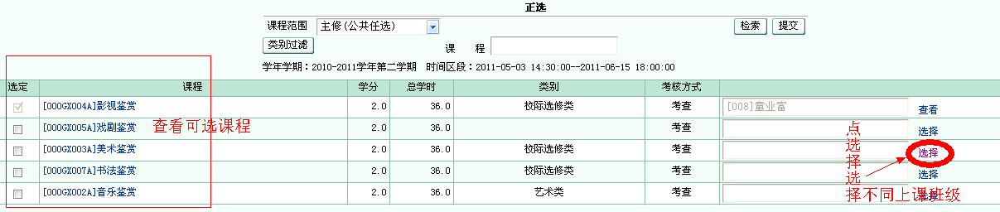 正选
课程范围 主修(公共任选) 检索 提交
类别过滤 课 程
学年学期：2010-2011学年第二学期 时间区段：2011-05-03 14:30:00--2011-06-15 18:00:00
选定 课程 学分 总学时 类别 考核方式
[000GX004A]影视鉴赏 2.0 36.0 校际选修类 考查 [008]童业富 查看
[000GX005A]戏剧鉴赏 2.0 36.0 考查 选择
[000GX003A]美术鉴赏 2.0 36.0 校际选修类 考查 选择
[000GX007A]书法鉴赏 2.0 36.0 校际选修类 考查 选择
[000GX002A]音乐鉴赏 2.0 36.0 艺术类 考查 选择
查看可选课程
点
选
择
选
择不同上课班级